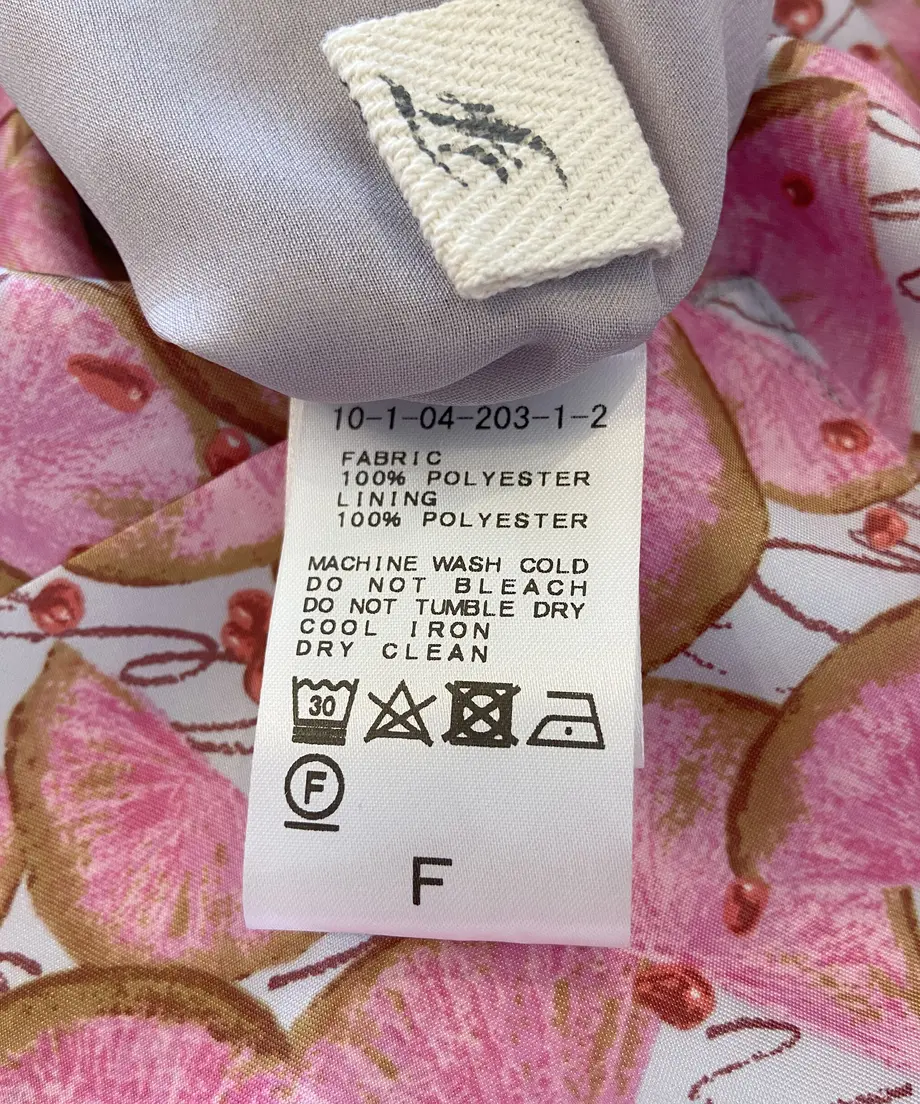 10-1-04-203-1-2
FABRIC
100% POLYESTER
LINING
100% POLYESTER
MACHINE WASH COLD
DO NOT BLEACH
DO NOT TUMBLE DRY
COOL IRON
DRY CLEAN
30
F
F